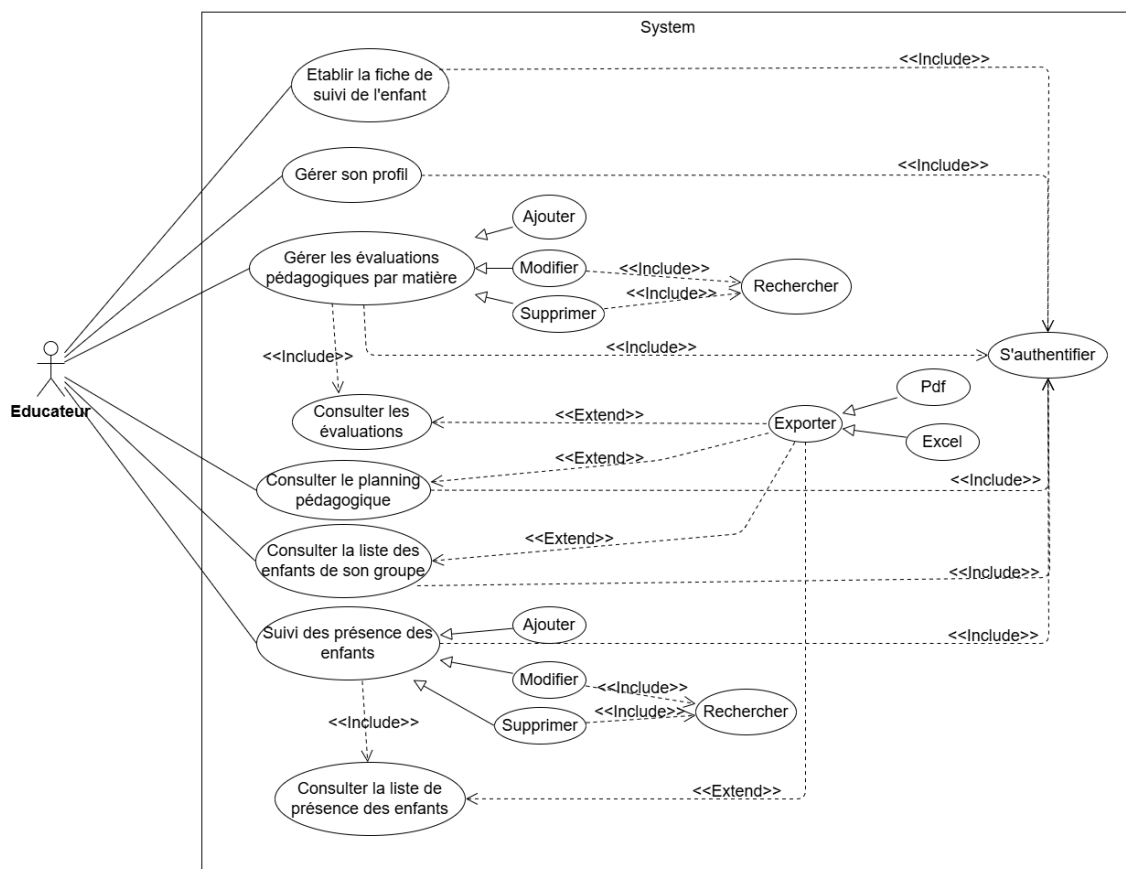 System
Etablir la fiche de
suivi de l'enfant
<<Include>>
Gérer son profil
<<Include>>
Ajouter
Gérer les évaluations
pédagogiques par matière
Modifier
<<Include>>
Rechercher
Supprimer
<<Include>>
<<Include>>
<<Include>>
S'authentifier
Educateur
Pdf
Consulter les
évaluations
<<Extend>>
Exporter
Excel
<<Extend>>
Consulter le planning
pédagogique
<<Include>>
Consulter la liste des
enfants de son groupe
<<Extend>>
<<Include>>
Ajouter
Suivi des présence des
enfants
<<Include>>
Modifier
<<Include>>
Rechercher
Supprimer
<<Include>>
<<Include>>
Consulter la liste de
présence des enfants
<<Extend>>